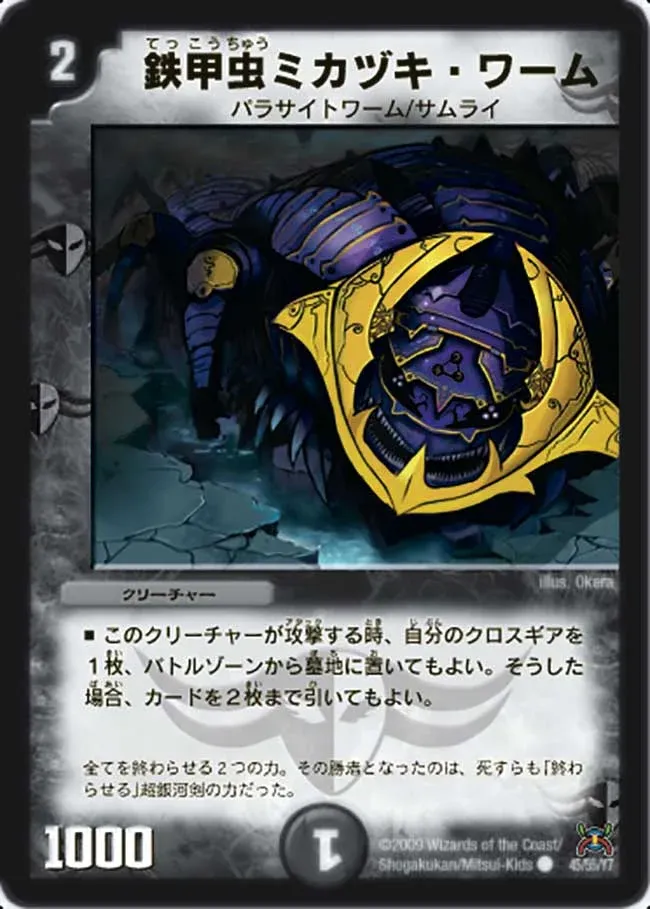 2
てっこうちゅう
鉄甲虫ミカヅキ・ワーム
パラサイトワーム/サムライ
illus. Okera
クリーチャー
■ このクリーチャーが攻撃する時、自分のクロスギアを
1枚、バトルゾーンから墓地に置いてもよい。そうした
場合、カードを2枚まで引いてもよい。
全てを終わらせる2つの力。その勝者となったのは、死すらも「終わ
らせる」超銀河剣の力だった。
1000
1
©2009 Wizards of the Coast/
Shogakukan/Mitsui-Kids
45/55/Y7